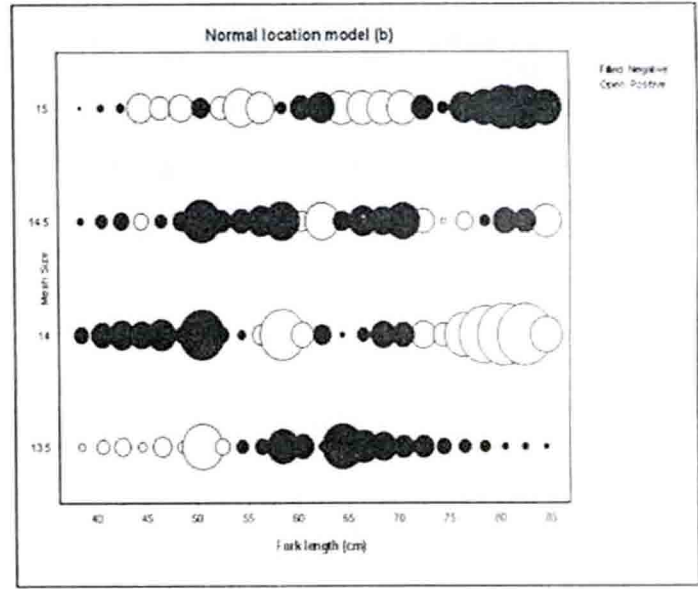 Normal location model (b)
Filled Negative
Open Positive
15
14.5
14
13.5
Mesh Size
40 45 50 55 60 65 70 75 80 85
Fork length (cm)